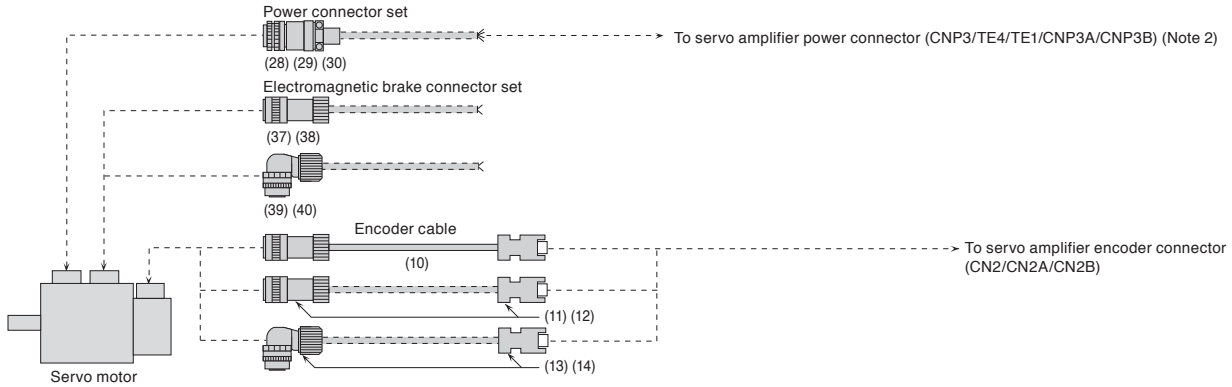 Power connector set
To servo amplifier power connector (CNP3/TE4/TE1/CNP3A/CNP3B) (Note 2)
(28) (29) (30)
Electromagnetic brake connector set
(37) (38)
(39) (40)
Encoder cable
(10)
To servo amplifier encoder connector
(CN2/CN2A/CN2B)
(11) (12)
(13) (14)
Servo motor